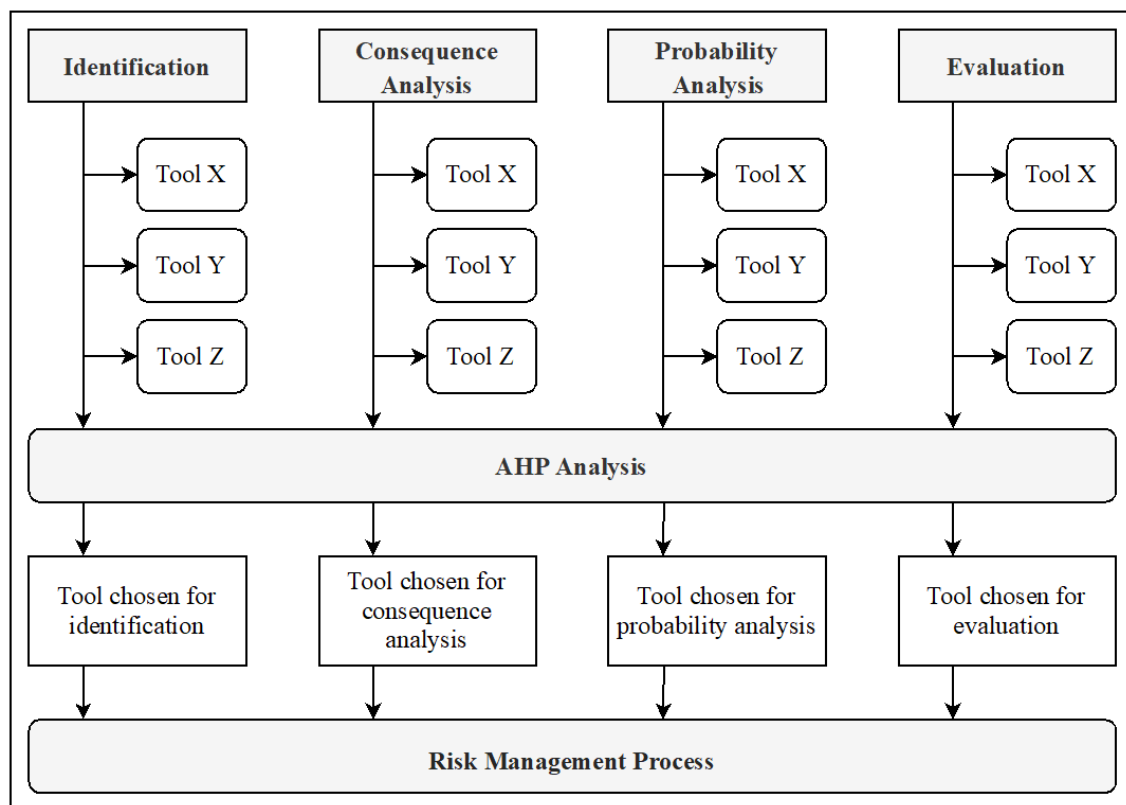 Identification
Consequence
Analysis
Probability
Analysis
Evaluation
Tool X
Tool X
Tool X
Tool X
Tool Y
Tool Y
Tool Y
Tool Y
Tool Z
Tool Z
Tool Z
Tool Z
AHP Analysis
Tool chosen for
identification
Tool chosen for
consequence
analysis
Tool chosen for
probability analysis
Tool chosen for
evaluation
Risk Management Process